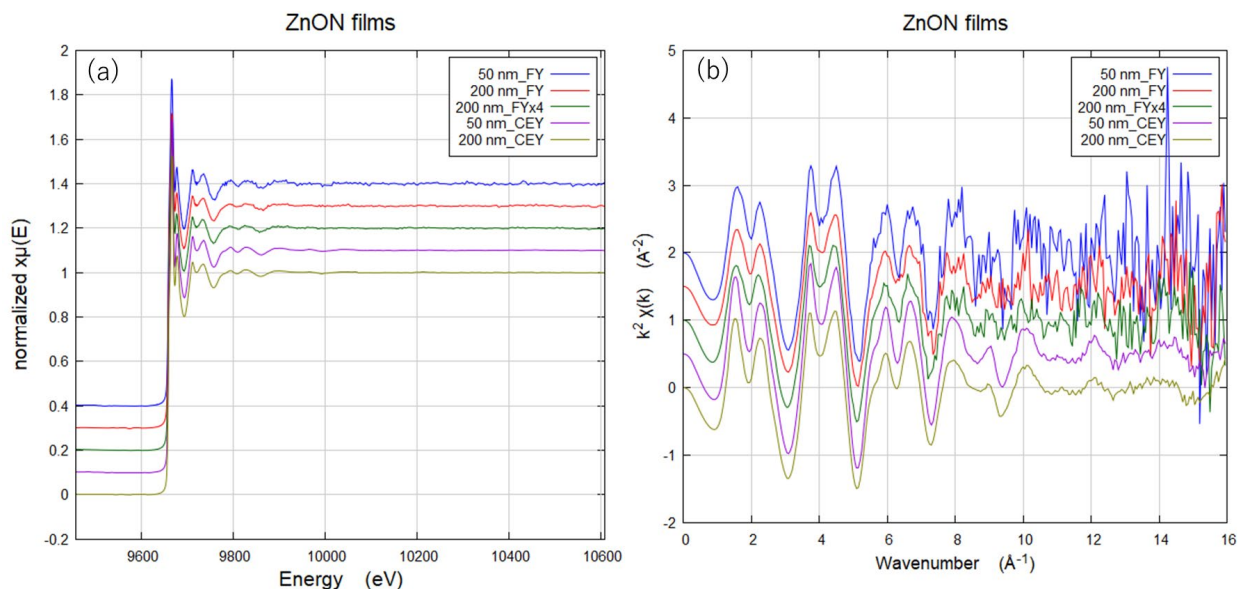 ZnON films
(a)
50 nm_FY
200 nm_FY
200 nm_FYx4
50 nm_CEY
200 nm_CEY
normalized xμ(E)
2
1.8
1.6
1.4
1.2
1
0.8
0.6
0.4
0.2
0
-0.2
9600
9800
10000
10200
10400
10600
Energy (eV)
ZnON films
(b)
50 nm_FY
200 nm_FY
200 nm_FYx4
50 nm_CEY
200 nm_CEY
k² χ(k) (Å⁻²)
5
4
3
2
1
0
-1
-2
0
2
4
6
8
10
12
14
16
Wavenumber (Å⁻¹)